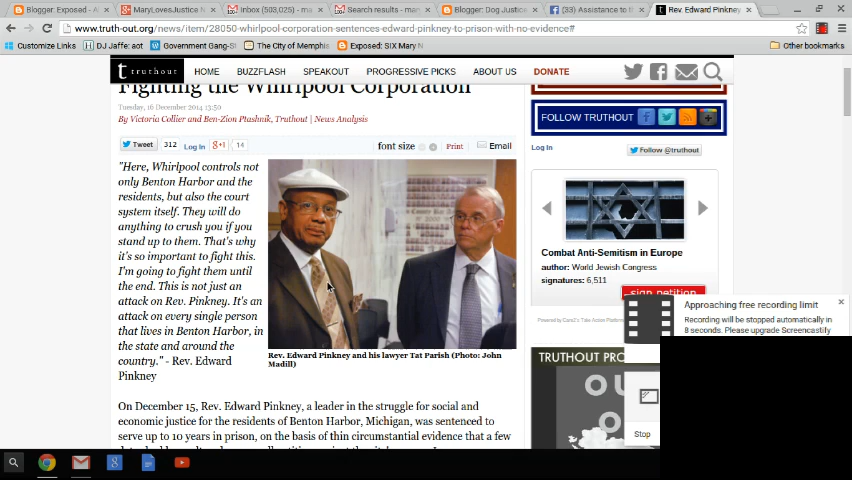 Blogger: Exposed - A
MaryLovesJustice N
Inbox (503,025) - ma
Search results - mar
Blogger: Dog Justice
(33) Assistance to th
Rev. Edward Pinkney
www.truth-out.org/news/item/28050-whirlpool-corporation-sentences-edward-pinkney-to-prison-with-no-evidence#
Customize Links
DJ Jaffe: aot
Government Gang-S
The City of Memphis
Exposed: SIX Mary N
Other bookmarks
t truthout
HOME
BUZZFLASH
SPEAKOUT
PROGRESSIVE PICKS
ABOUT US
DONATE
Fighting the Whirlpool Corporation
Tuesday, 16 December 2014 13:50
By Victoria Collier and Ben-Zion Ptashnik, Truthout | News Analysis
Tweet 312 Log In g+1 14
font size Print Email
"Here, Whirlpool controls not
only Benton Harbor and the
residents, but also the court
system itself. They will do
anything to crush you if you
stand up to them. That's why
it's so important to fight this.
I'm going to fight them until
the end. This is not just an
attack on Rev. Pinkney. It's an
attack on every single person
that lives in Benton Harbor, in
the state and around the
country." - Rev. Edward
Pinkney
Rev. Edward Pinkney and his lawyer Tat Parish (Photo: John
Madill)
On December 15, Rev. Edward Pinkney, a leader in the struggle for social and
economic justice for the residents of Benton Harbor, Michigan, was sentenced to
serve up to 10 years in prison, on the basis of thin circumstantial evidence that a few
FOLLOW TRUTHOUT
Log In
Follow @truthout
Combat Anti-Semitism in Europe
author: World Jewish Congress
signatures: 6,511
sign petition
Powered by Care2's Take Action Platform
TRUTHOUT PRO
OU
O
Approaching free recording limit
Recording will be stopped automatically in
8 seconds. Please upgrade Screencastify
Stop